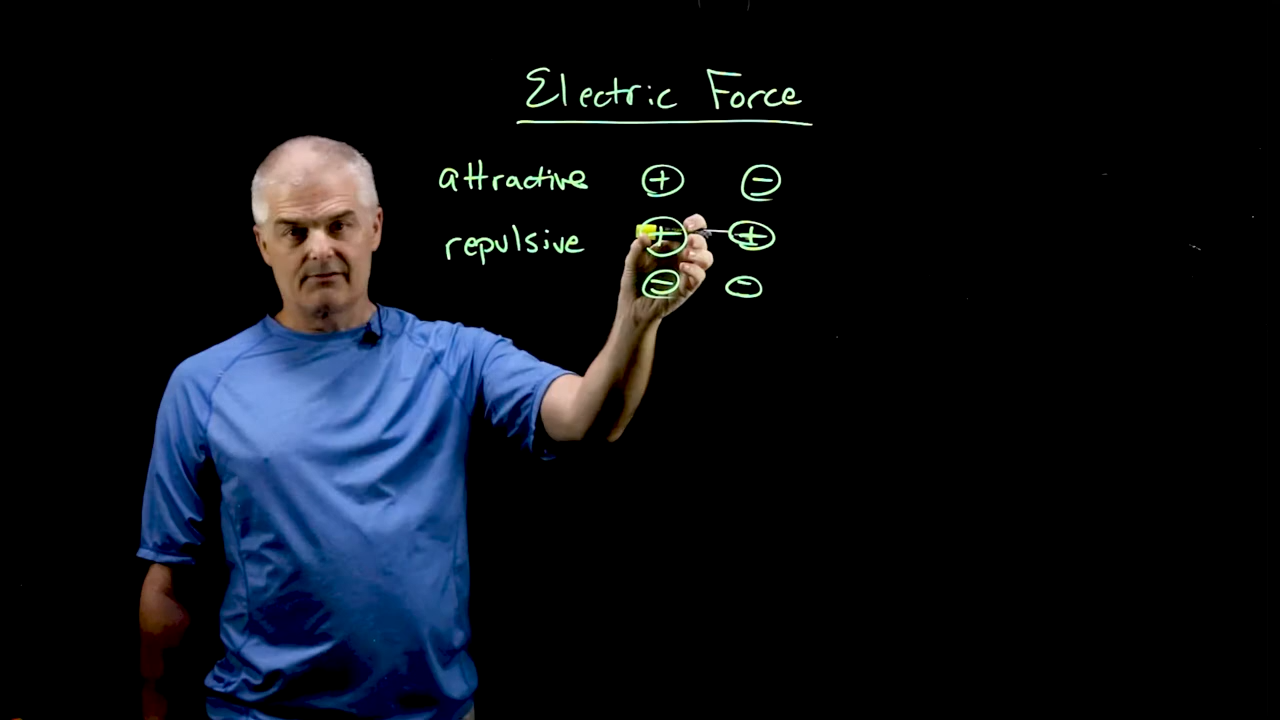 Electric Force
attractive ⊕ ⊖
repulsive ⊕ ⊕
⊖ ⊖